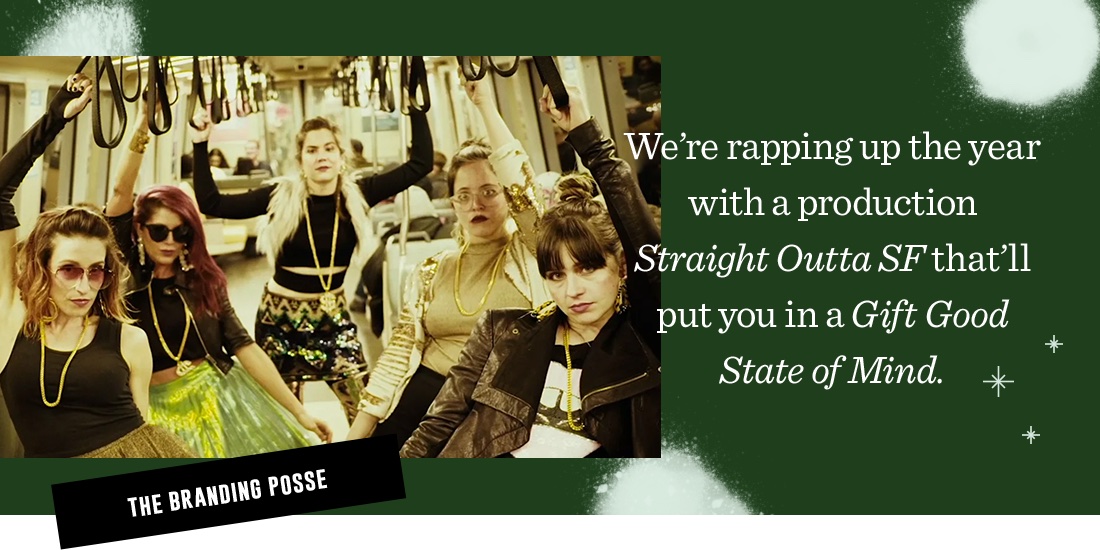 We’re rapping up the year
with a production
Straight Outta SF that’ll
put you in a Gift Good
State of Mind.
THE BRANDING POSSE